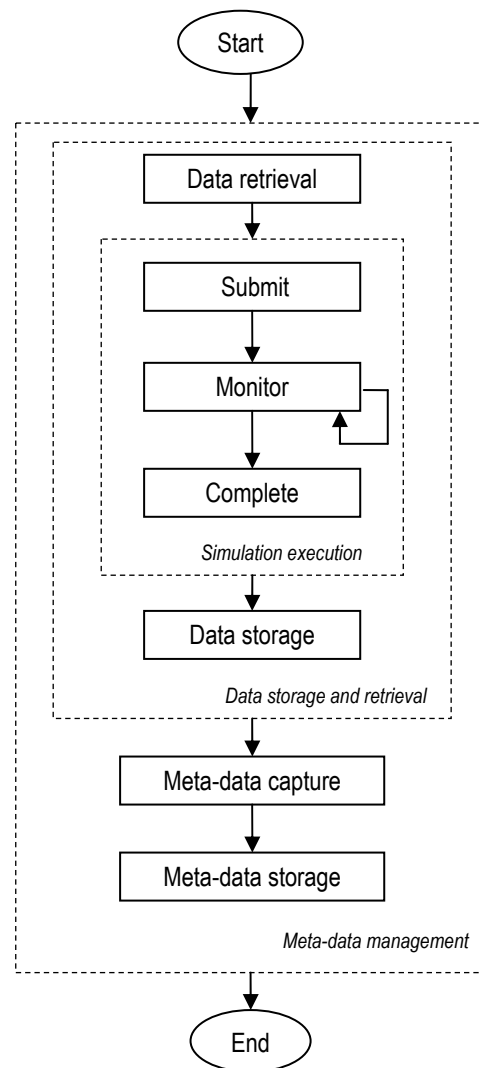 Start
Data retrieval
Submit
Monitor
Complete
Simulation execution
Data storage
Data storage and retrieval
Meta-data capture
Meta-data storage
Meta-data management
End